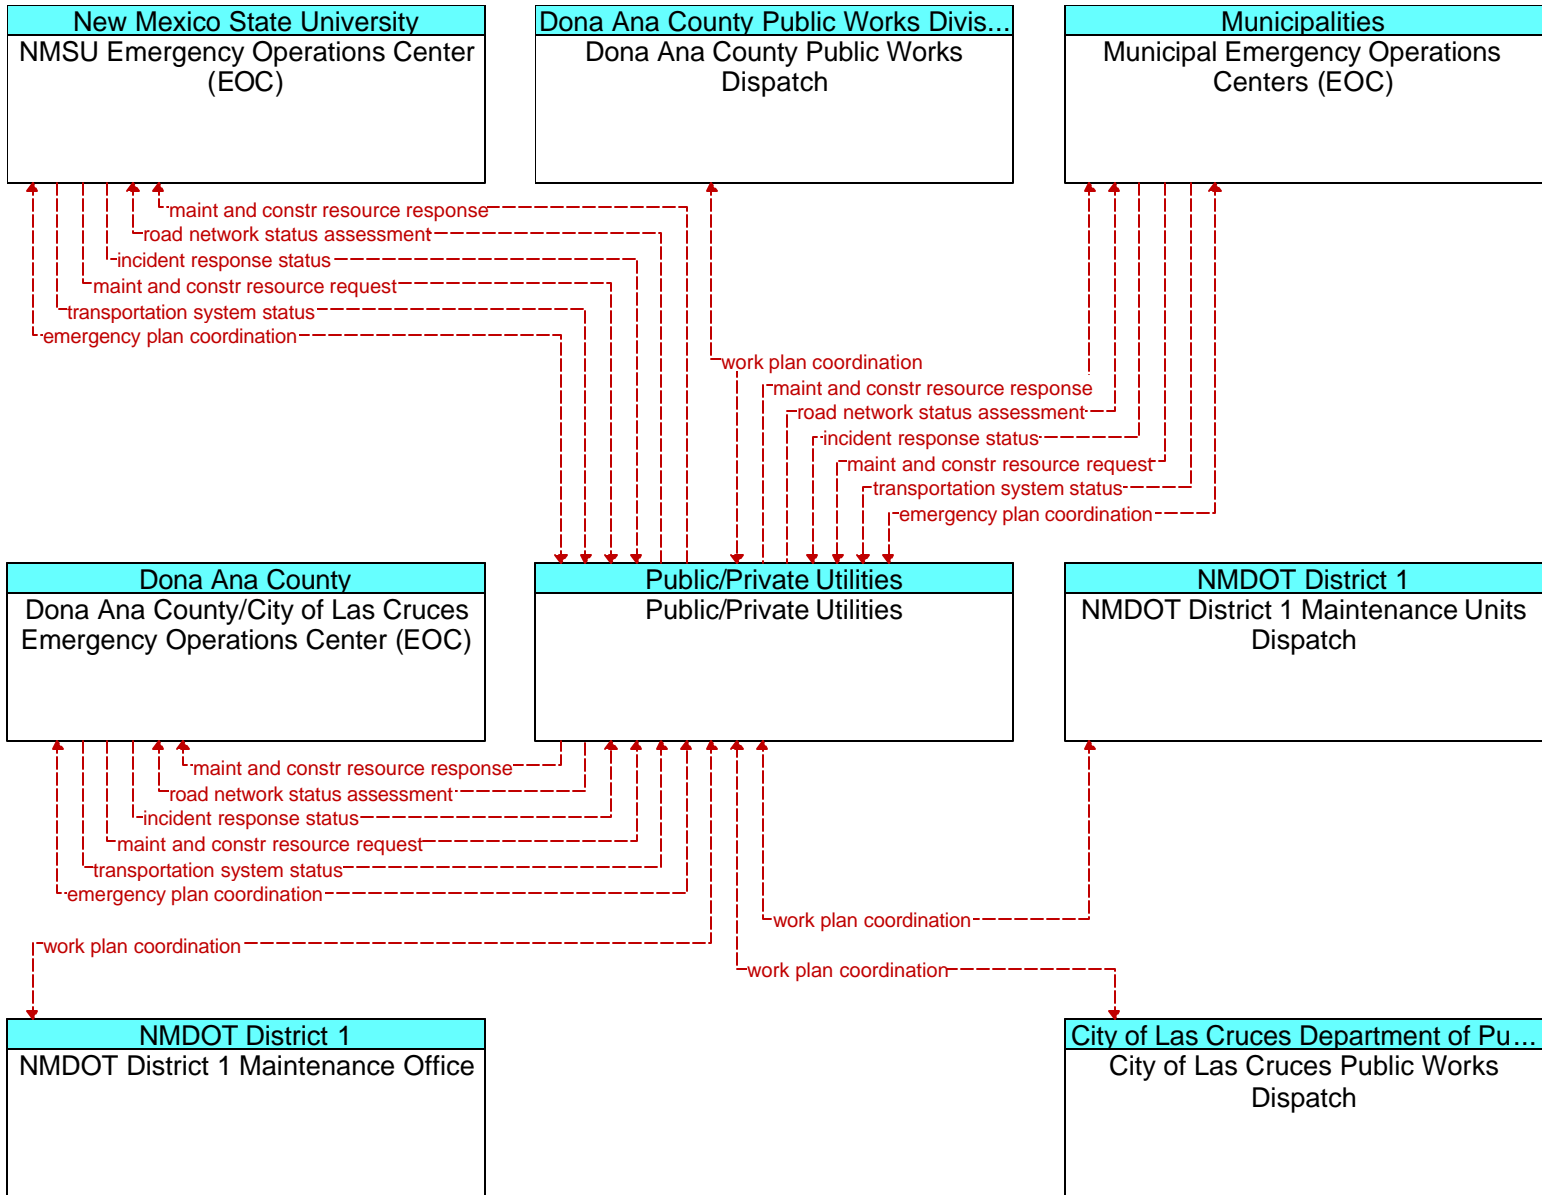 New Mexico State University
NMSU Emergency Operations Center
(EOC)
Dona Ana County Public Works Divis...
Dona Ana County Public Works
Dispatch
Municipalities
Municipal Emergency Operations
Centers (EOC)
maint and constr resource response
road network status assessment
incident response status
maint and constr resource request
transportation system status
emergency plan coordination
work plan coordination
maint and constr resource response
road network status assessment
incident response status
maint and constr resource request
transportation system status
emergency plan coordination
Dona Ana County
Dona Ana County/City of Las Cruces
Emergency Operations Center (EOC)
Public/Private Utilities
Public/Private Utilities
NMDOT District 1
NMDOT District 1 Maintenance Units
Dispatch
maint and constr resource response
road network status assessment
incident response status
maint and constr resource request
transportation system status
emergency plan coordination
work plan coordination
work plan coordination
work plan coordination
NMDOT District 1
NMDOT District 1 Maintenance Office
City of Las Cruces Department of Pu...
City of Las Cruces Public Works
Dispatch